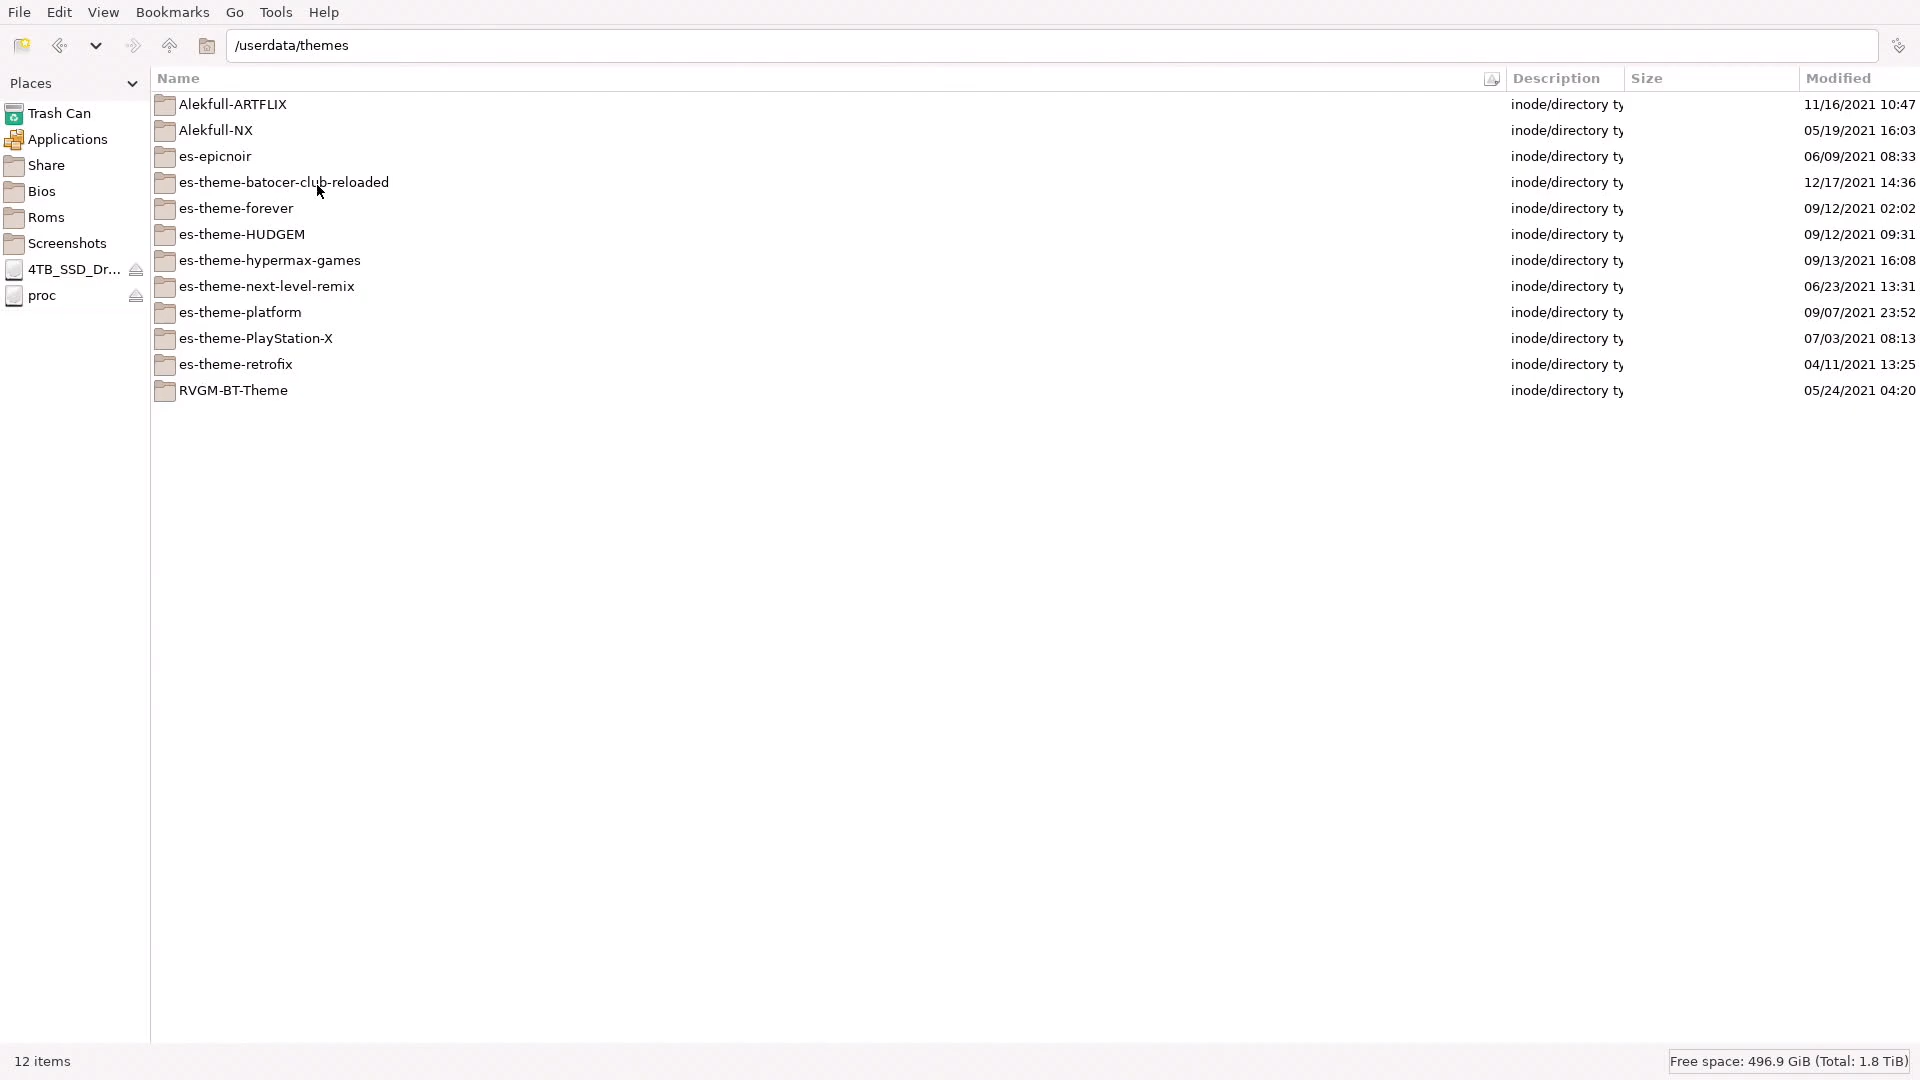 File Edit View Bookmarks Go Tools Help
/userdata/themes
Places
Trash Can
Applications
Share
Bios
Roms
Screenshots
4TB_SSD_Dr...
proc
Name Description Size Modified
Alekfull-ARTFLIX inode/directory ty 11/16/2021 10:47
Alekfull-NX inode/directory ty 05/19/2021 16:03
es-epicnoir inode/directory ty 06/09/2021 08:33
es-theme-batocer-club-reloaded inode/directory ty 12/17/2021 14:36
es-theme-forever inode/directory ty 09/12/2021 02:02
es-theme-HUDGEM inode/directory ty 09/12/2021 09:31
es-theme-hypermax-games inode/directory ty 09/13/2021 16:08
es-theme-next-level-remix inode/directory ty 06/23/2021 13:31
es-theme-platform inode/directory ty 09/07/2021 23:52
es-theme-PlayStation-X inode/directory ty 07/03/2021 08:13
es-theme-retrofix inode/directory ty 04/11/2021 13:25
RVGM-BT-Theme inode/directory ty 05/24/2021 04:20
12 items
Free space: 496.9 GiB (Total: 1.8 TiB)